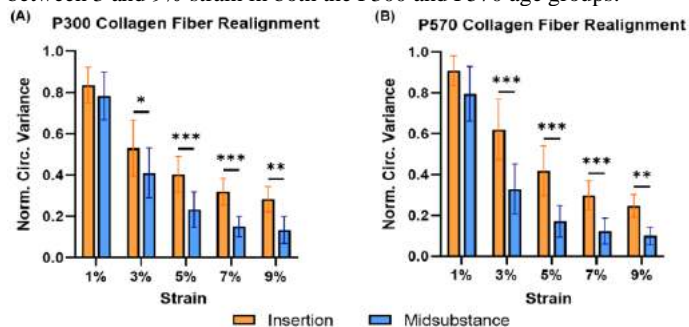 between 3 and 9% strain in both the P300 and P570 age groups.
(A) P300 Collagen Fiber Realignment
Norm. Circ. Variance
1.0
0.8
0.6
0.4
0.2
0.0
* *** *** **
1% 3% 5% 7% 9%
Strain
(B) P570 Collagen Fiber Realignment
Norm. Circ. Variance
1.0
0.8
0.6
0.4
0.2
0.0
*** *** *** **
1% 3% 5% 7% 9%
Strain
Insertion Midsubstance